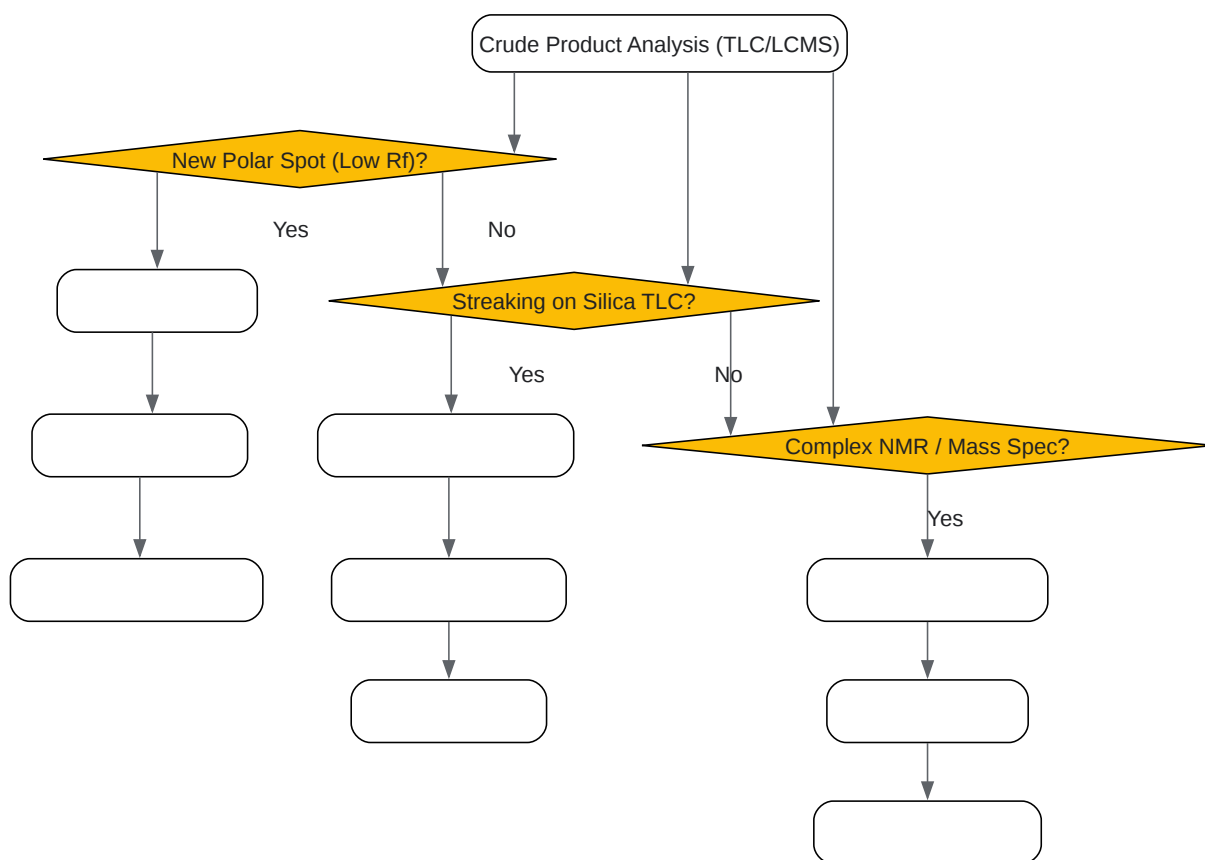 Crude Product Analysis (TLC/LCMS)
New Polar Spot (Low Rf)?
Yes
No
Streaking on Silica TLC?
Yes
No
Complex NMR / Mass Spec?
Yes